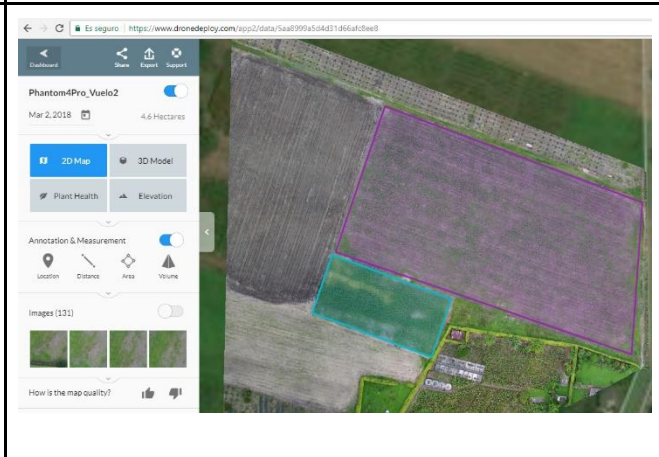 Es seguro | https://www.dronedeploy.com/app2/data/5aa0999a5d4d31d66afc8ee8
Dashboard Share Export Support
Phantom4Pro_Vuelo2
Mar 2, 2018 4.6 Hectares
2D Map 3D Model
Plant Health Elevation
Annotation & Measurement
Location Distance Area Volume
Images (131)
How is the map quality?